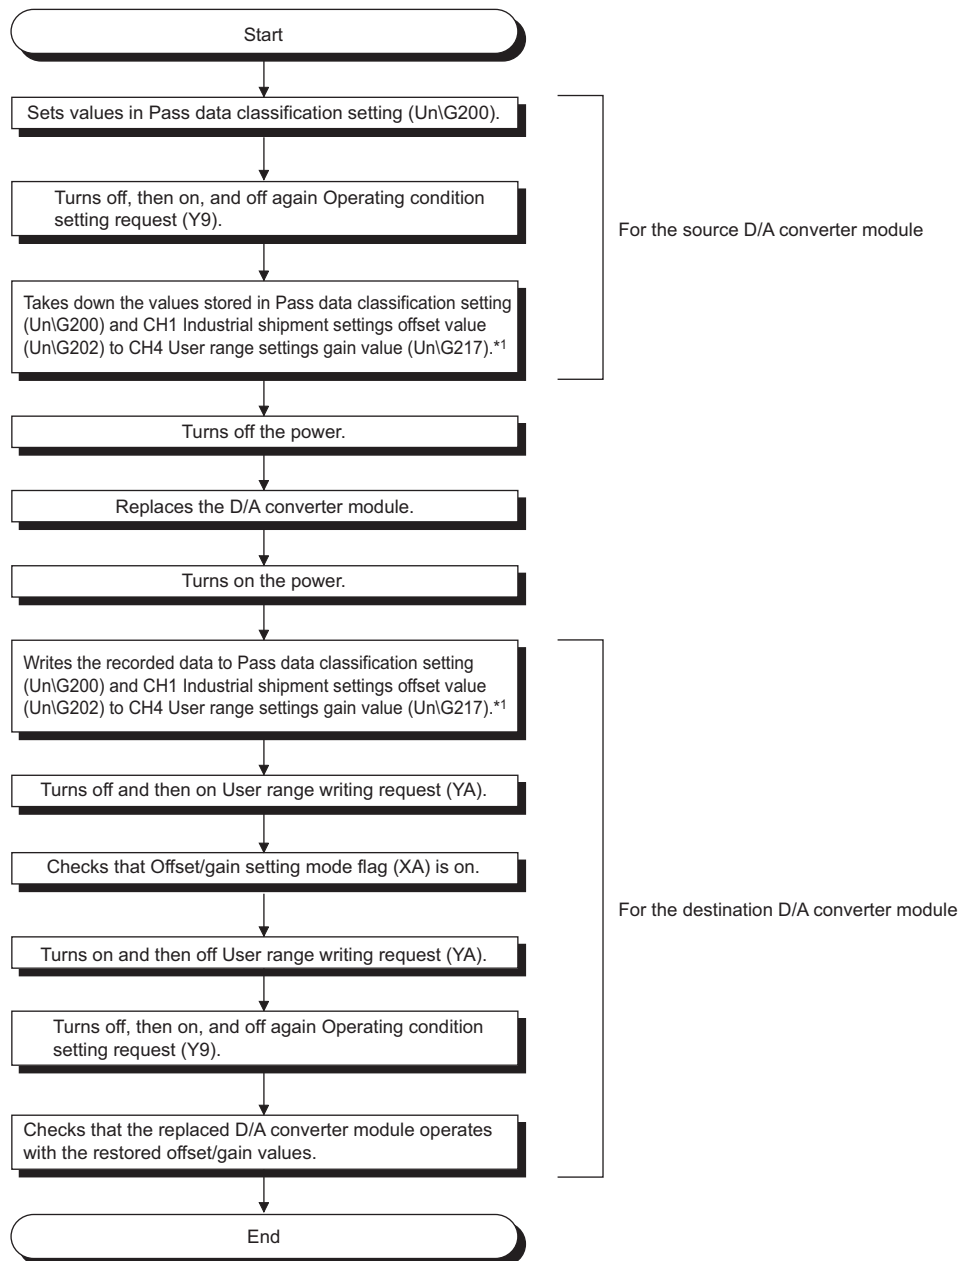 Start
Sets values in Pass data classification setting (Un\G200).
Turns off, then on, and off again Operating condition
setting request (Y9).
For the source D/A converter module
Takes down the values stored in Pass data classification setting
(Un\G200) and CH1 Industrial shipment settings offset value
(Un\G202) to CH4 User range settings gain value (Un\G217).*1
Turns off the power.
Replaces the D/A converter module.
Turns on the power.
Writes the recorded data to Pass data classification setting
(Un\G200) and CH1 Industrial shipment settings offset value
(Un\G202) to CH4 User range settings gain value (Un\G217).*1
Turns off and then on User range writing request (YA).
Checks that Offset/gain setting mode flag (XA) is on.
For the destination D/A converter module
Turns on and then off User range writing request (YA).
Turns off, then on, and off again Operating condition
setting request (Y9).
Checks that the replaced D/A converter module operates
with the restored offset/gain values.
End